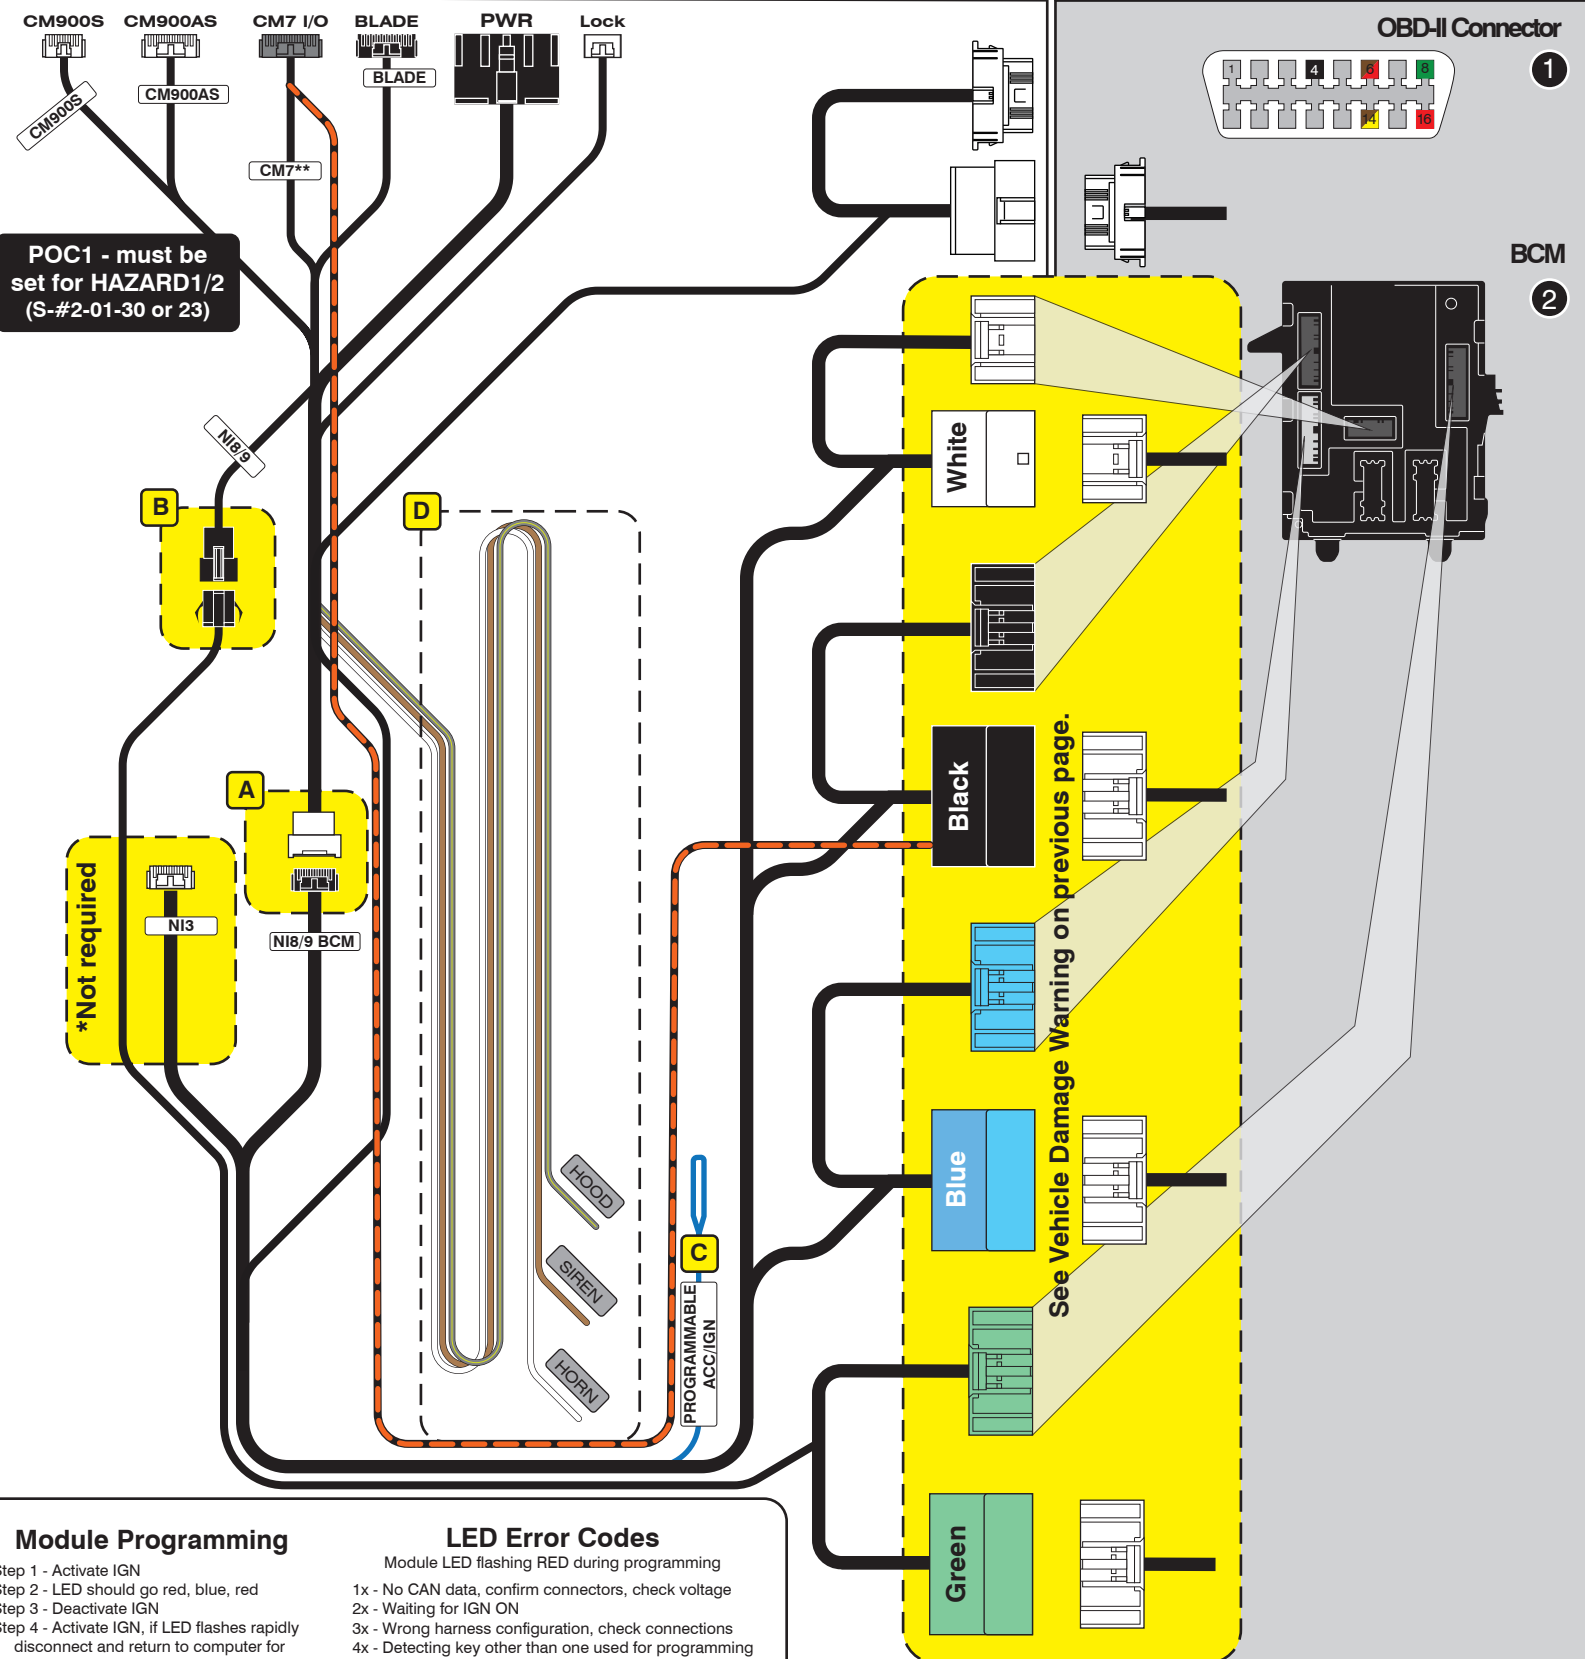 CM900S
CM900AS
CM7 I/O
BLADE
PWR
Lock
OBD-II Connector
1
1
4
6
8
14
16
BLADE
CM900AS
CM900S
CM7**
POC1 - must be
set for HAZARD1/2
(S-#2-01-30 or 23)
BCM
2
NI8/9
White
B
D
Black
See Vehicle Damage Warning on previous page.
A
*Not required
NI3
NI8/9 BCM
Blue
HOOD
SIREN
HORN
C
PROGRAMMABLE
ACC/IGN
Green
Module Programming
Step 1 - Activate IGN
Step 2 - LED should go red, blue, red
Step 3 - Deactivate IGN
Step 4 - Activate IGN, if LED flashes rapidly
disconnect and return to computer for
LED Error Codes
Module LED flashing RED during programming
1x - No CAN data, confirm connectors, check voltage
2x - Waiting for IGN ON
3x - Wrong harness configuration, check connections
4x - Detecting key other than one used for programming